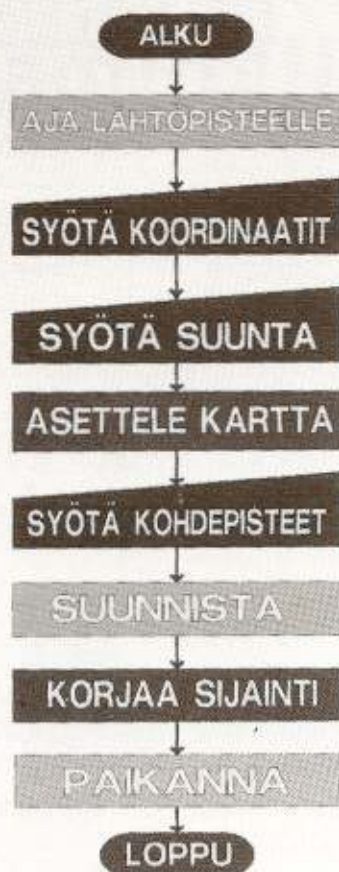 ALKU
AJA LÄHTÖPISTEELLE
SYÖTÄ KOORDINAATIT
SYÖTÄ SUUNTA
ASETTELE KARTTA
SYÖTÄ KOHDEPISTEET
SUUNNISTA
KORJAA SIJAINTI
PAIKANNA
LOPPU